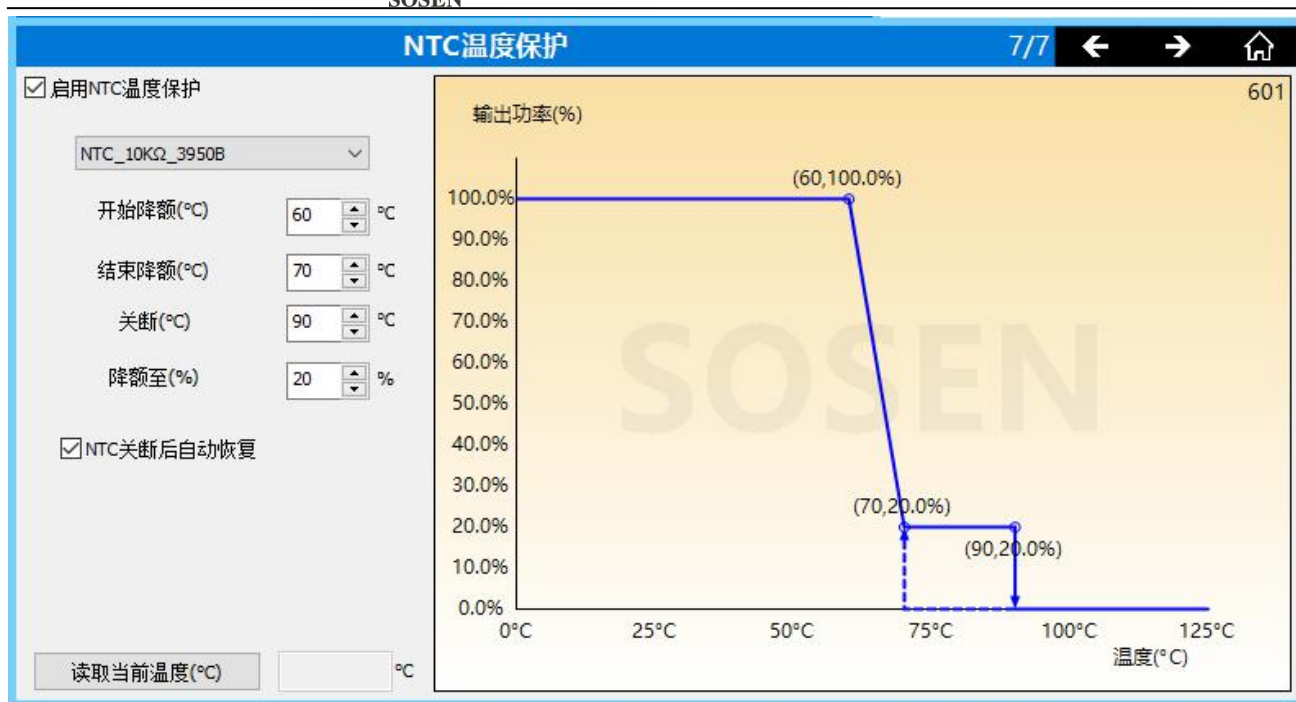 SOSEN
NTC温度保护 7/7
启用NTC温度保护
NTC_10KΩ_3950B
开始降额(℃) 60 ℃
结束降额(℃) 70 ℃
关断(℃) 90 ℃
降额至(%) 20 %
NTC关断后自动恢复
读取当前温度(℃) ℃
601
输出功率(%)
(60,100.0%)
100.0%
90.0%
80.0%
70.0%
60.0%
50.0%
40.0%
30.0%
(70,20.0%)
20.0%
(90,20.0%)
10.0%
0.0%
0°C 25°C 50°C 75°C 100°C 125°C
温度(°C)
SOSEN